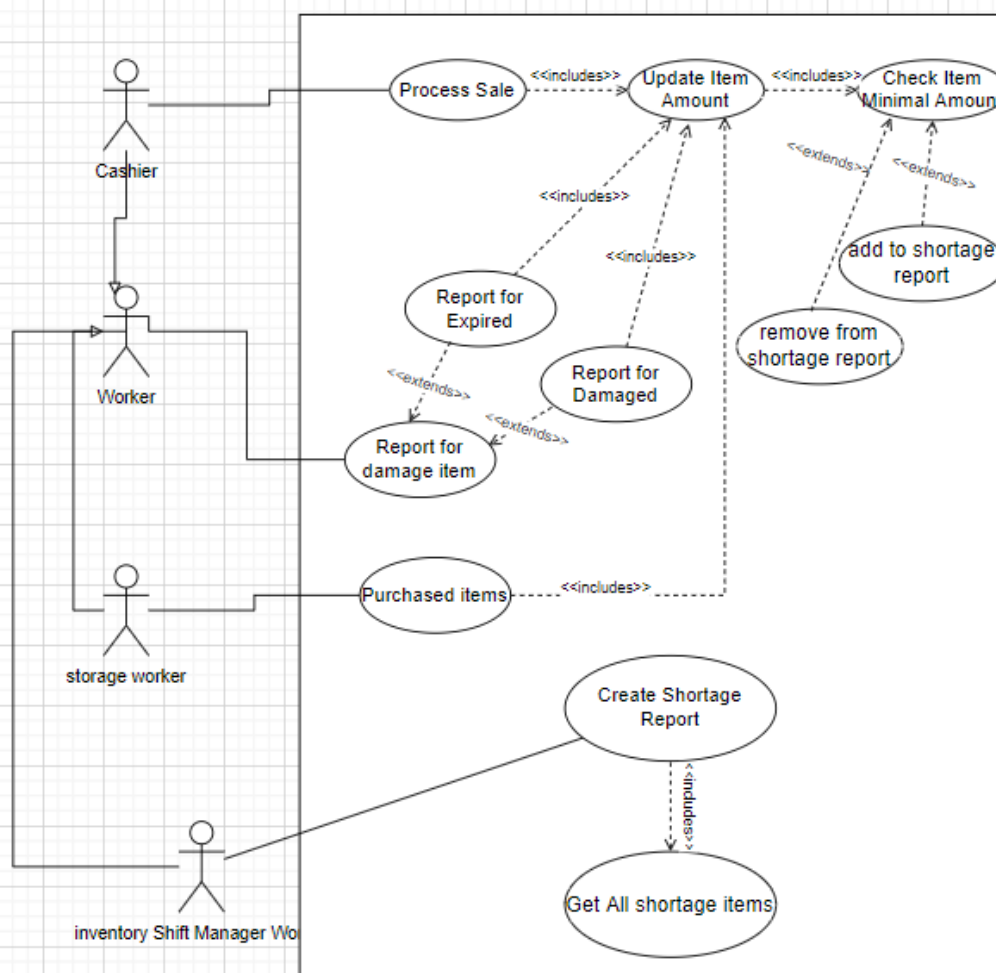 Process Sale
<<includes>>
Update Item
Amount
<<includes>>
Check Item
Minimal Amoun
Cashier
<<extends>>
<<extends>>
<<includes>>
add to shortage
report
<<includes>>
Report for
Expired
remove from
shortage report
Report for
Damaged
Worker
<<extends>>
<<extends>>
Report for
damage item
Purchased items
<<includes>>
storage worker
Create Shortage
Report
<<includes>>
Get All shortage items
inventory Shift Manager Wo